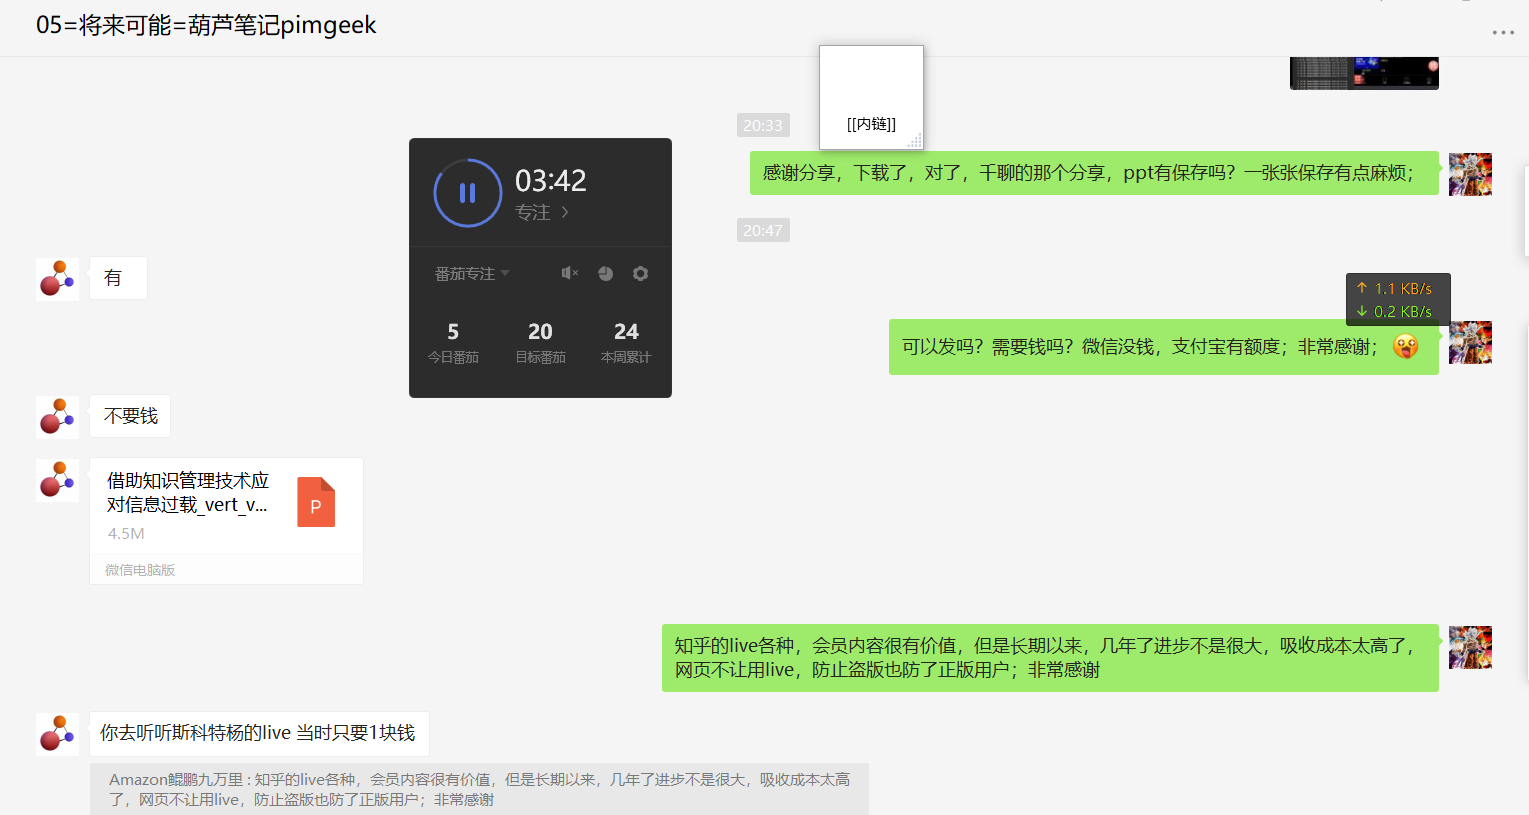 05=将来可能=葫芦笔记pimgeek
[[内链]]
20:33
感谢分享，下载了，对了，千聊的那个分享，ppt有保存吗？一张张保存有点麻烦；
03:42
专注
番茄专注
5
20
24
今日番茄
目标番茄
本周累计
20:47
有
1.1 KB/s
0.2 KB/s
可以发吗？需要钱吗？微信没钱，支付宝有额度；非常感谢；
不要钱
借助知识管理技术应
对信息过载_vert_v...
P
4.5M
微信电脑版
知乎的live各种，会员内容很有价值，但是长期以来，几年了进步不是很大，吸收成本太高了，
网页不让用live，防止盗版也防了正版用户；非常感谢
你去听听斯科特杨的live 当时只要1块钱
Amazon鲲鹏九万里 : 知乎的live各种，会员内容很有价值，但是长期以来，几年了进步不是很大，吸收成本太高
了，网页不让用live，防止盗版也防了正版用户；非常感谢